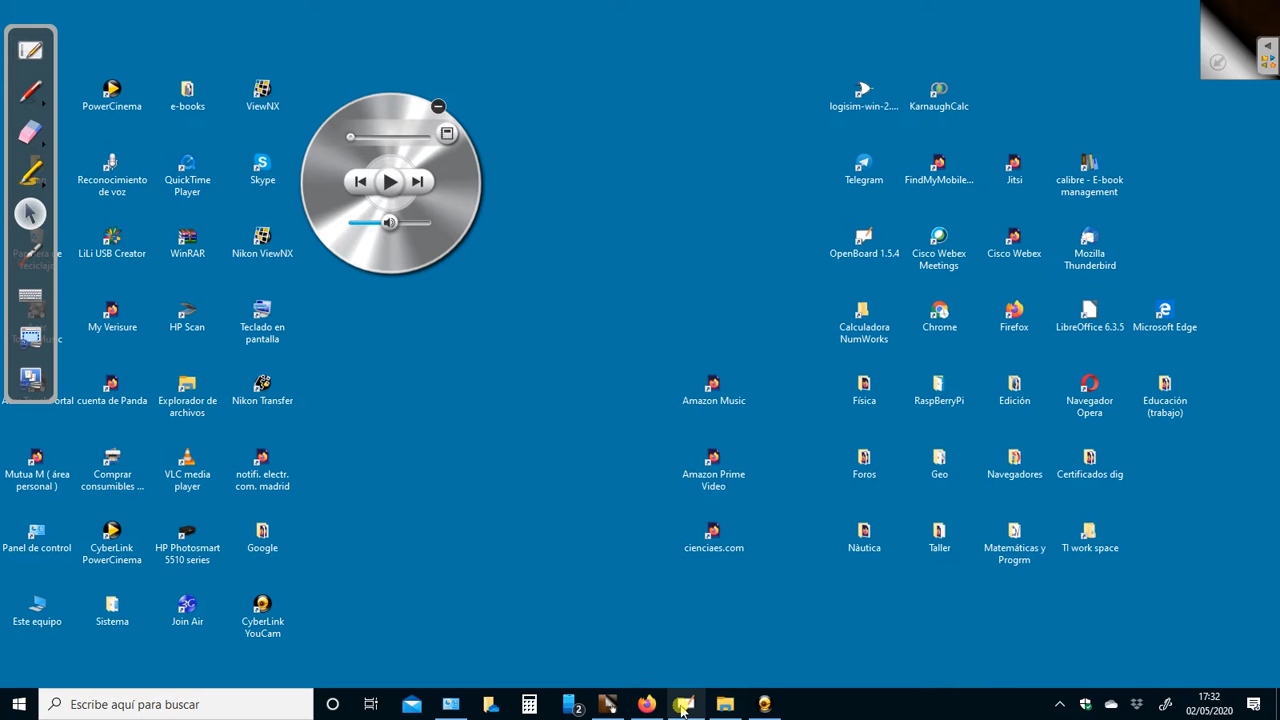 PowerCinema
e-books
ViewNX
logisim-win-2....
KarnaughCalc
Reconocimiento
de voz
QuickTime
Player
Skype
Telegram
FindMyMobile...
Jitsi
calibre - E-book
management
LiLi USB Creator
WinRAR
Nikon ViewNX
OpenBoard 1.5.4
Cisco Webex
Meetings
Cisco Webex
Mozilla
Thunderbird
My Verisure
HP Scan
Teclado en
pantalla
Calculadora
NumWorks
Chrome
Firefox
LibreOffice 6.3.5
Microsoft Edge
cuenta de Panda
Explorador de
archivos
Nikon Transfer
Amazon Music
Física
RaspBerryPi
Edición
Navegador
Opera
Educación
(trabajo)
Mutua M ( área
personal )
Comprar
consumibles ...
VLC media
player
notifi. electr.
com. madrid
Amazon Prime
Video
Foros
Geo
Navegadores
Certificados dig
Panel de control
CyberLink
PowerCinema
HP Photosmart
5510 series
Google
cienciaes.com
Nàutica
Taller
Matemáticas y
Progrm
TI work space
Este equipo
Sistema
Join Air
CyberLink
YouCam
Escribe aquí para buscar
2
17:32
02/05/2020